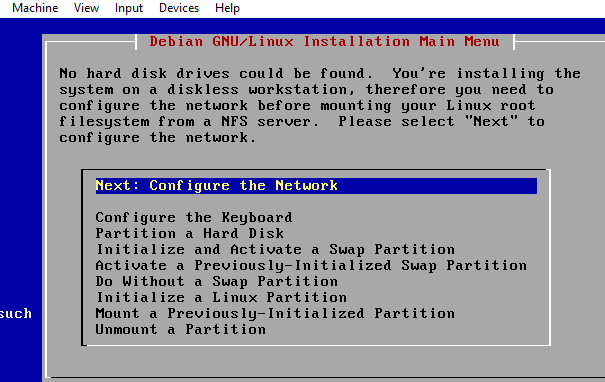 Machine View Input Devices Help
Debian GNU/Linux Installation Main Menu
No hard disk drives could be found. You're installing the
system on a diskless workstation, therefore you need to
configure the network before mounting your Linux root
filesystem from a NFS server. Please select "Next" to
configure the network.
Next: Configure the Network
Configure the Keyboard
Partition a Hard Disk
Initialize and Activate a Swap Partition
Activate a Previously-Initialized Swap Partition
Do Without a Swap Partition
Initialize a Linux Partition
such
Mount a Previously-Initialized Partition
Unmount a Partition